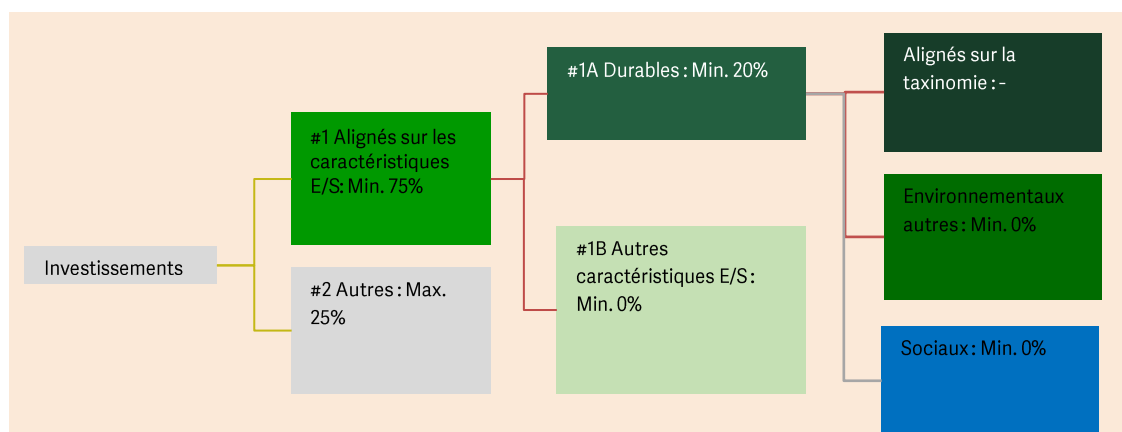 Investissements
#1 Alignés sur les
caractéristiques
E/S: Min. 75%
#2 Autres : Max.
25%
#1A Durables : Min. 20%
#1B Autres
caractéristiques E/S :
Min. 0%
Alignés sur la
taxinomie : -
Environnementaux
autres : Min. 0%
Sociaux : Min. 0%